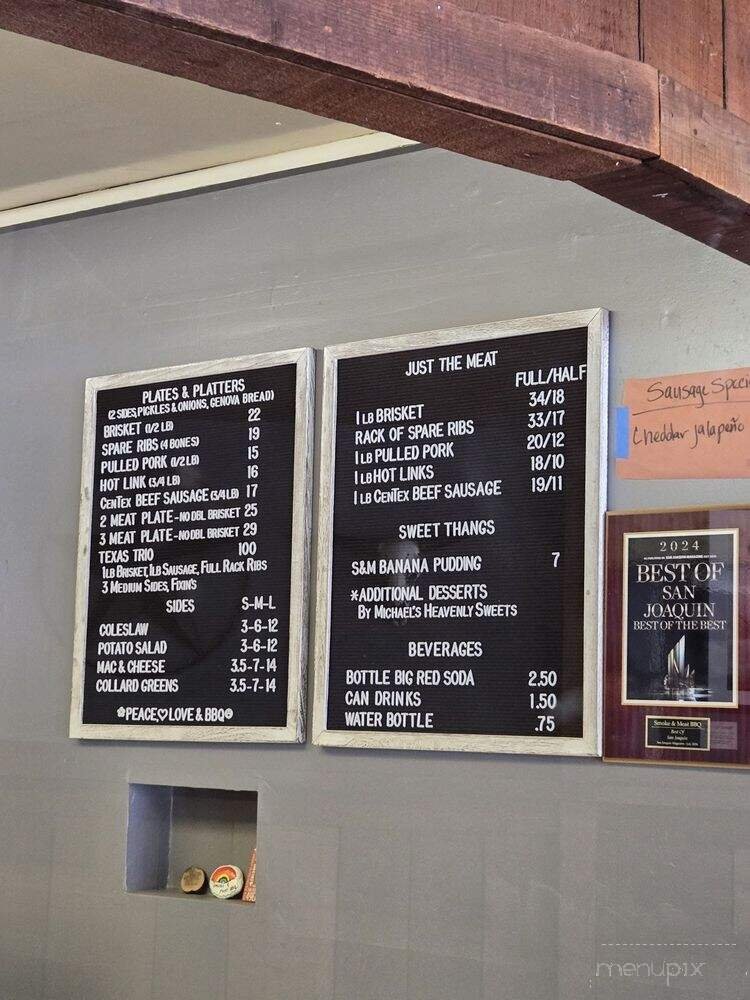 PLATES & PLATTERS
(2 SIDES, PICKLES & ONIONS, GENOVA BREAD)
BRISKET (1/2 LB) 22
SPARE RIBS (4 BONES) 19
PULLED PORK (1/2 LB) 15
HOT LINK (3/4 LB) 16
CENTEX BEEF SAUSAGE (3/4 LB) 17
2 MEAT PLATE - NO DBL BRISKET 25
3 MEAT PLATE - NO DBL BRISKET 29
TEXAS TRIO 100
1LB BRISKET, 1LB SAUSAGE, FULL RACK RIBS
3 MEDIUM SIDES, FIXIN'S
SIDES S-M-L
COLESLAW 3-6-12
POTATO SALAD 3-6-12
MAC & CHEESE 3.5-7-14
COLLARD GREENS 3.5-7-14
PEACE♡LOVE & BBQ
JUST THE MEAT
FULL/HALF
1 LB BRISKET 34/18
RACK OF SPARE RIBS 33/17
1 LB PULLED PORK 20/12
1 LB HOT LINKS 18/10
1 LB CENTEX BEEF SAUSAGE 19/11
SWEET THANGS
S&M BANANA PUDDING 7
*ADDITIONAL DESSERTS
BY MICHAEL'S HEAVENLY SWEETS
BEVERAGES
BOTTLE BIG RED SODA 2.50
CAN DRINKS 1.50
WATER BOTTLE .75
Sausage Speci
Cheddar jalapeño
2024
BEST OF
SAN
JOAQUIN
BEST OF THE BEST
Smoke & Meat BBQ
Best Of
San Joaquin
menupix